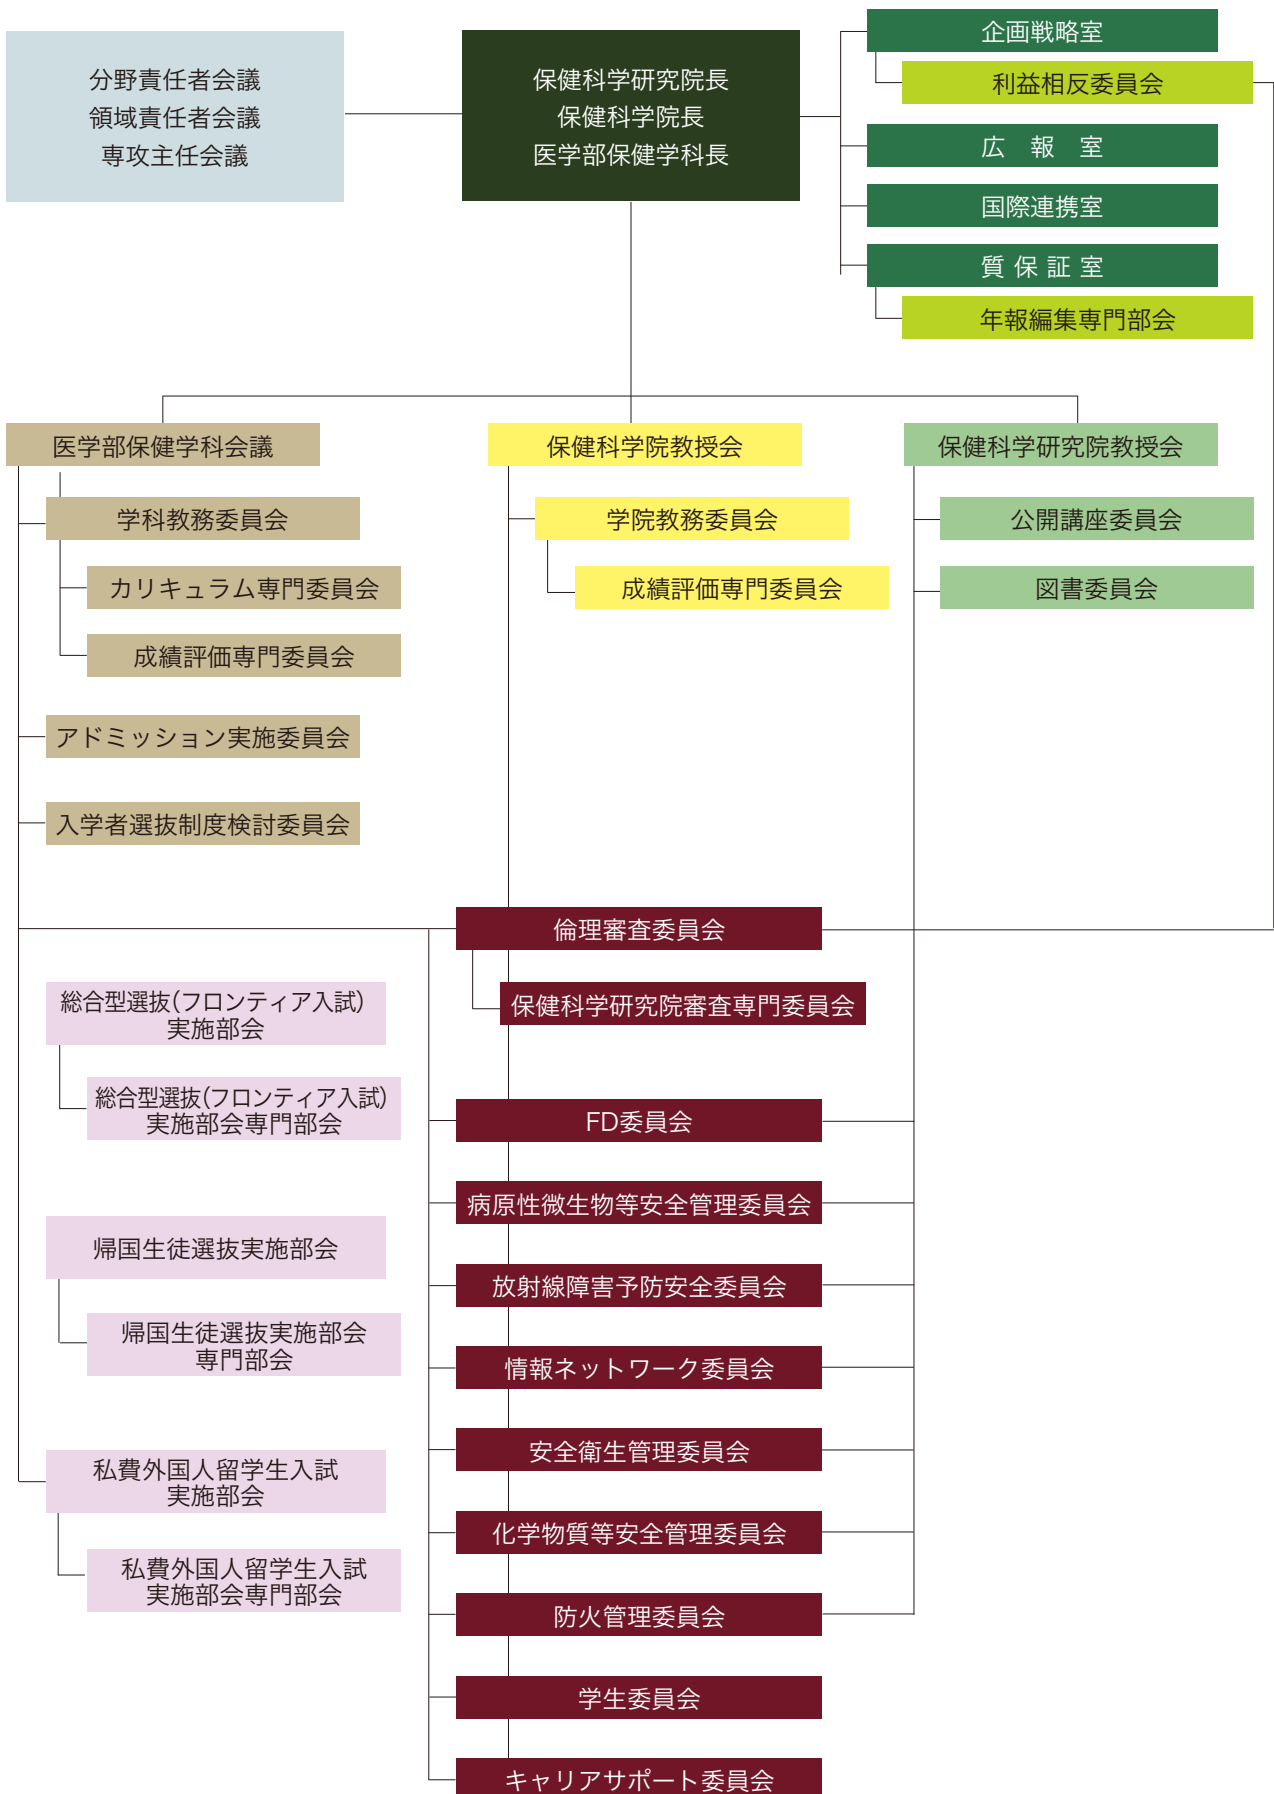 分野責任者会議
領域責任者会議
専攻主任会議
保健科学研究院長
保健科学院長
医学部保健学科長
企画戦略室
利益相反委員会
広　報　室
国際連携室
質 保 証 室
年報編集専門部会
医学部保健学科会議
学科教務委員会
カリキュラム専門委員会
成績評価専門委員会
アドミッション実施委員会
入学者選抜制度検討委員会
保健科学院教授会
学院教務委員会
成績評価専門委員会
保健科学研究院教授会
公開講座委員会
図書委員会
総合型選抜(フロンティア入試)
実施部会
総合型選抜(フロンティア入試)
実施部会専門部会
帰国生徒選抜実施部会
帰国生徒選抜実施部会
専門部会
私費外国人留学生入試
実施部会
私費外国人留学生入試
実施部会専門部会
倫理審査委員会
保健科学研究院審査専門委員会
FD委員会
病原性微生物等安全管理委員会
放射線障害予防安全委員会
情報ネットワーク委員会
安全衛生管理委員会
化学物質等安全管理委員会
防火管理委員会
学生委員会
キャリアサポート委員会